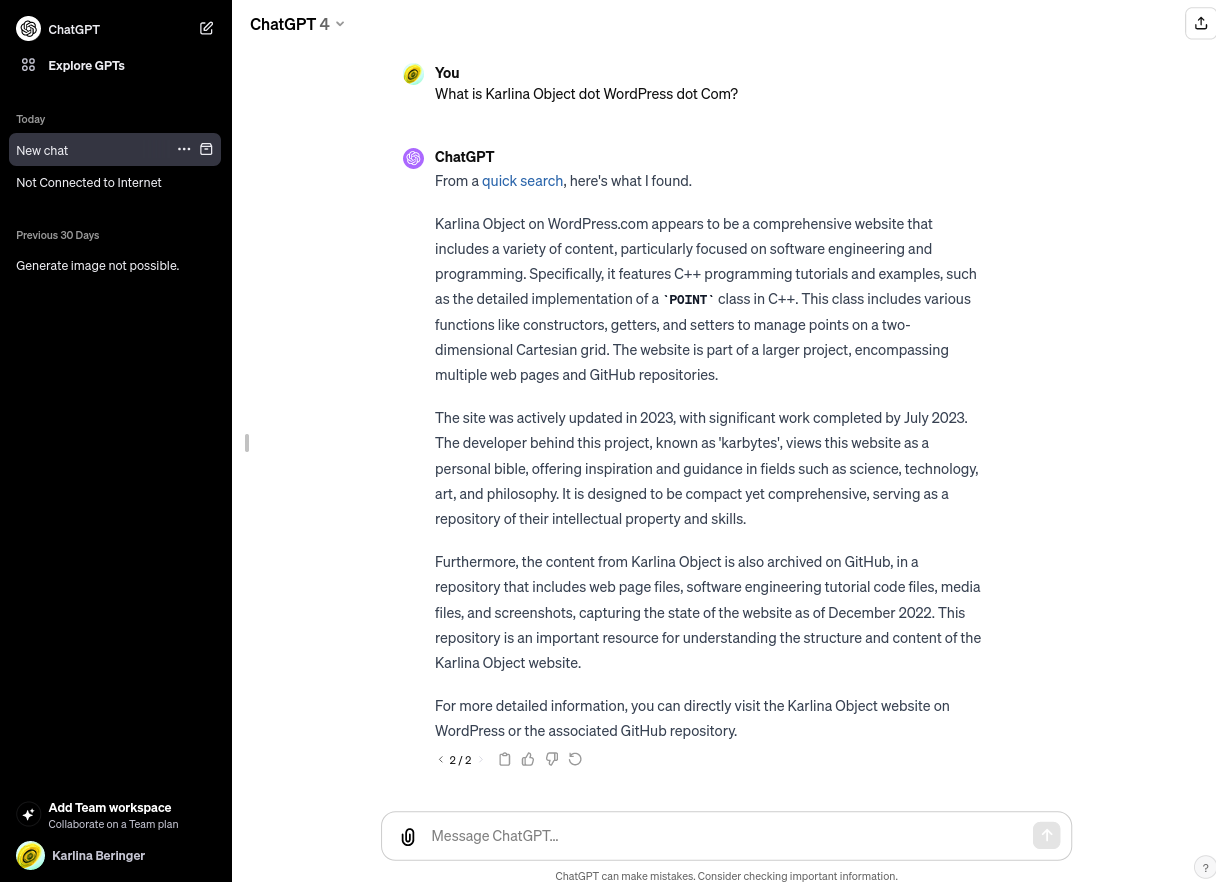 ChatGPT
Explore GPTs
Today
New chat
Not Connected to Internet
Previous 30 Days
Generate image not possible.
Add Team workspace
Collaborate on a Team plan
Karlina Beringer
ChatGPT 4
You
What is Karlina Object dot WordPress dot Com?
ChatGPT
From a quick search, here's what I found.
Karlina Object on WordPress.com appears to be a comprehensive website that
includes a variety of content, particularly focused on software engineering and
programming. Specifically, it features C++ programming tutorials and examples, such
as the detailed implementation of a `POINT` class in C++. This class includes various
functions like constructors, getters, and setters to manage points on a two-
dimensional Cartesian grid. The website is part of a larger project, encompassing
multiple web pages and GitHub repositories.
The site was actively updated in 2023, with significant work completed by July 2023.
The developer behind this project, known as 'karbytes', views this website as a
personal bible, offering inspiration and guidance in fields such as science, technology,
art, and philosophy. It is designed to be compact yet comprehensive, serving as a
repository of their intellectual property and skills.
Furthermore, the content from Karlina Object is also archived on GitHub, in a
repository that includes web page files, software engineering tutorial code files, media
files, and screenshots, capturing the state of the website as of December 2022. This
repository is an important resource for understanding the structure and content of the
Karlina Object website.
For more detailed information, you can directly visit the Karlina Object website on
WordPress or the associated GitHub repository.
2 / 2
Message ChatGPT...
ChatGPT can make mistakes. Consider checking important information.
?